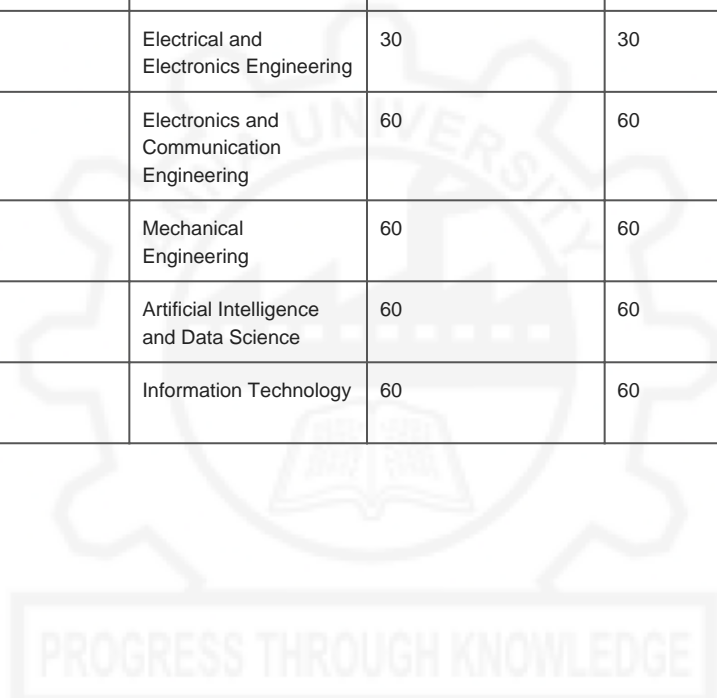 Electrical and 30 30
Electronics Engineering
Electronics and 60 60
Communication
Engineering
Mechanical 60 60
Engineering
Artificial Intelligence 60 60
and Data Science
Information Technology 60 60
UNIVERSITY
PROGRESS THROUGH KNOWLEDGE